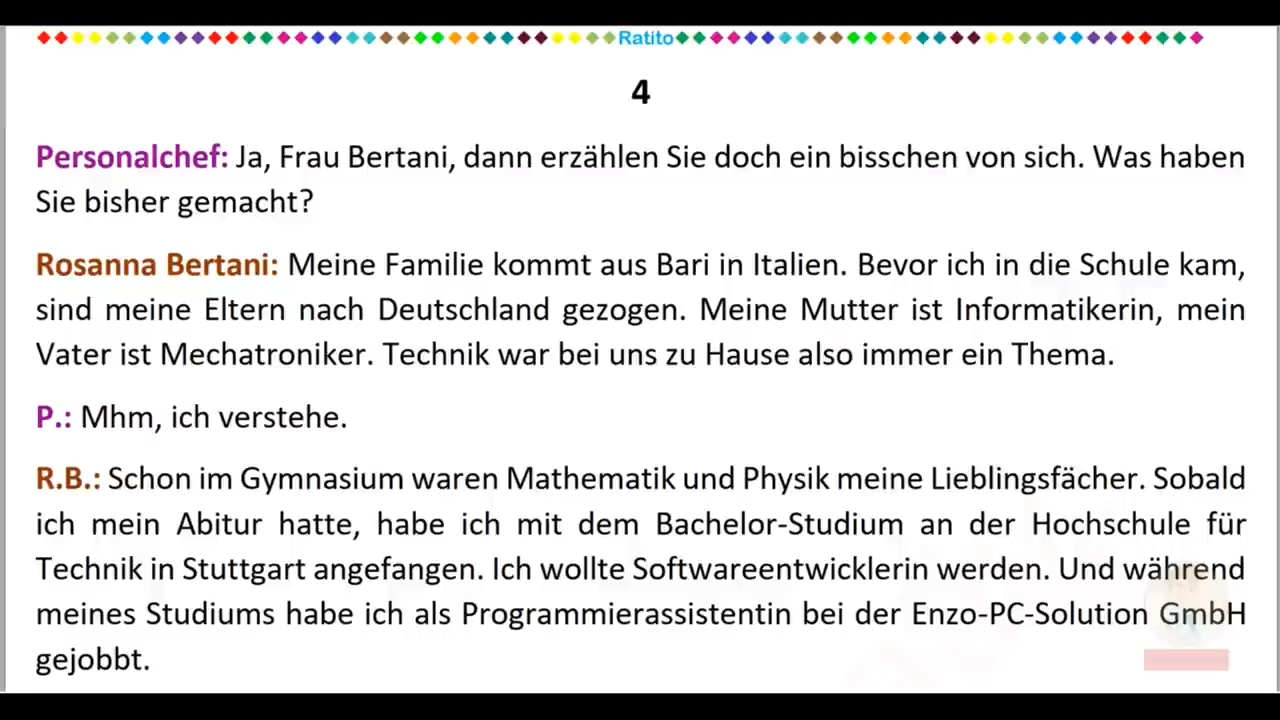 Ratito
4
Personalchef: Ja, Frau Bertani, dann erzählen Sie doch ein bisschen von sich. Was haben
Sie bisher gemacht?
Rosanna Bertani: Meine Familie kommt aus Bari in Italien. Bevor ich in die Schule kam,
sind meine Eltern nach Deutschland gezogen. Meine Mutter ist Informatikerin, mein
Vater ist Mechatroniker. Technik war bei uns zu Hause also immer ein Thema.
P.: Mhm, ich verstehe.
R.B.: Schon im Gymnasium waren Mathematik und Physik meine Lieblingsfächer. Sobald
ich mein Abitur hatte, habe ich mit dem Bachelor-Studium an der Hochschule für
Technik in Stuttgart angefangen. Ich wollte Softwareentwicklerin werden. Und während
meines Studiums habe ich als Programmierassistentin bei der Enzo-PC-Solution GmbH
gejobbt.